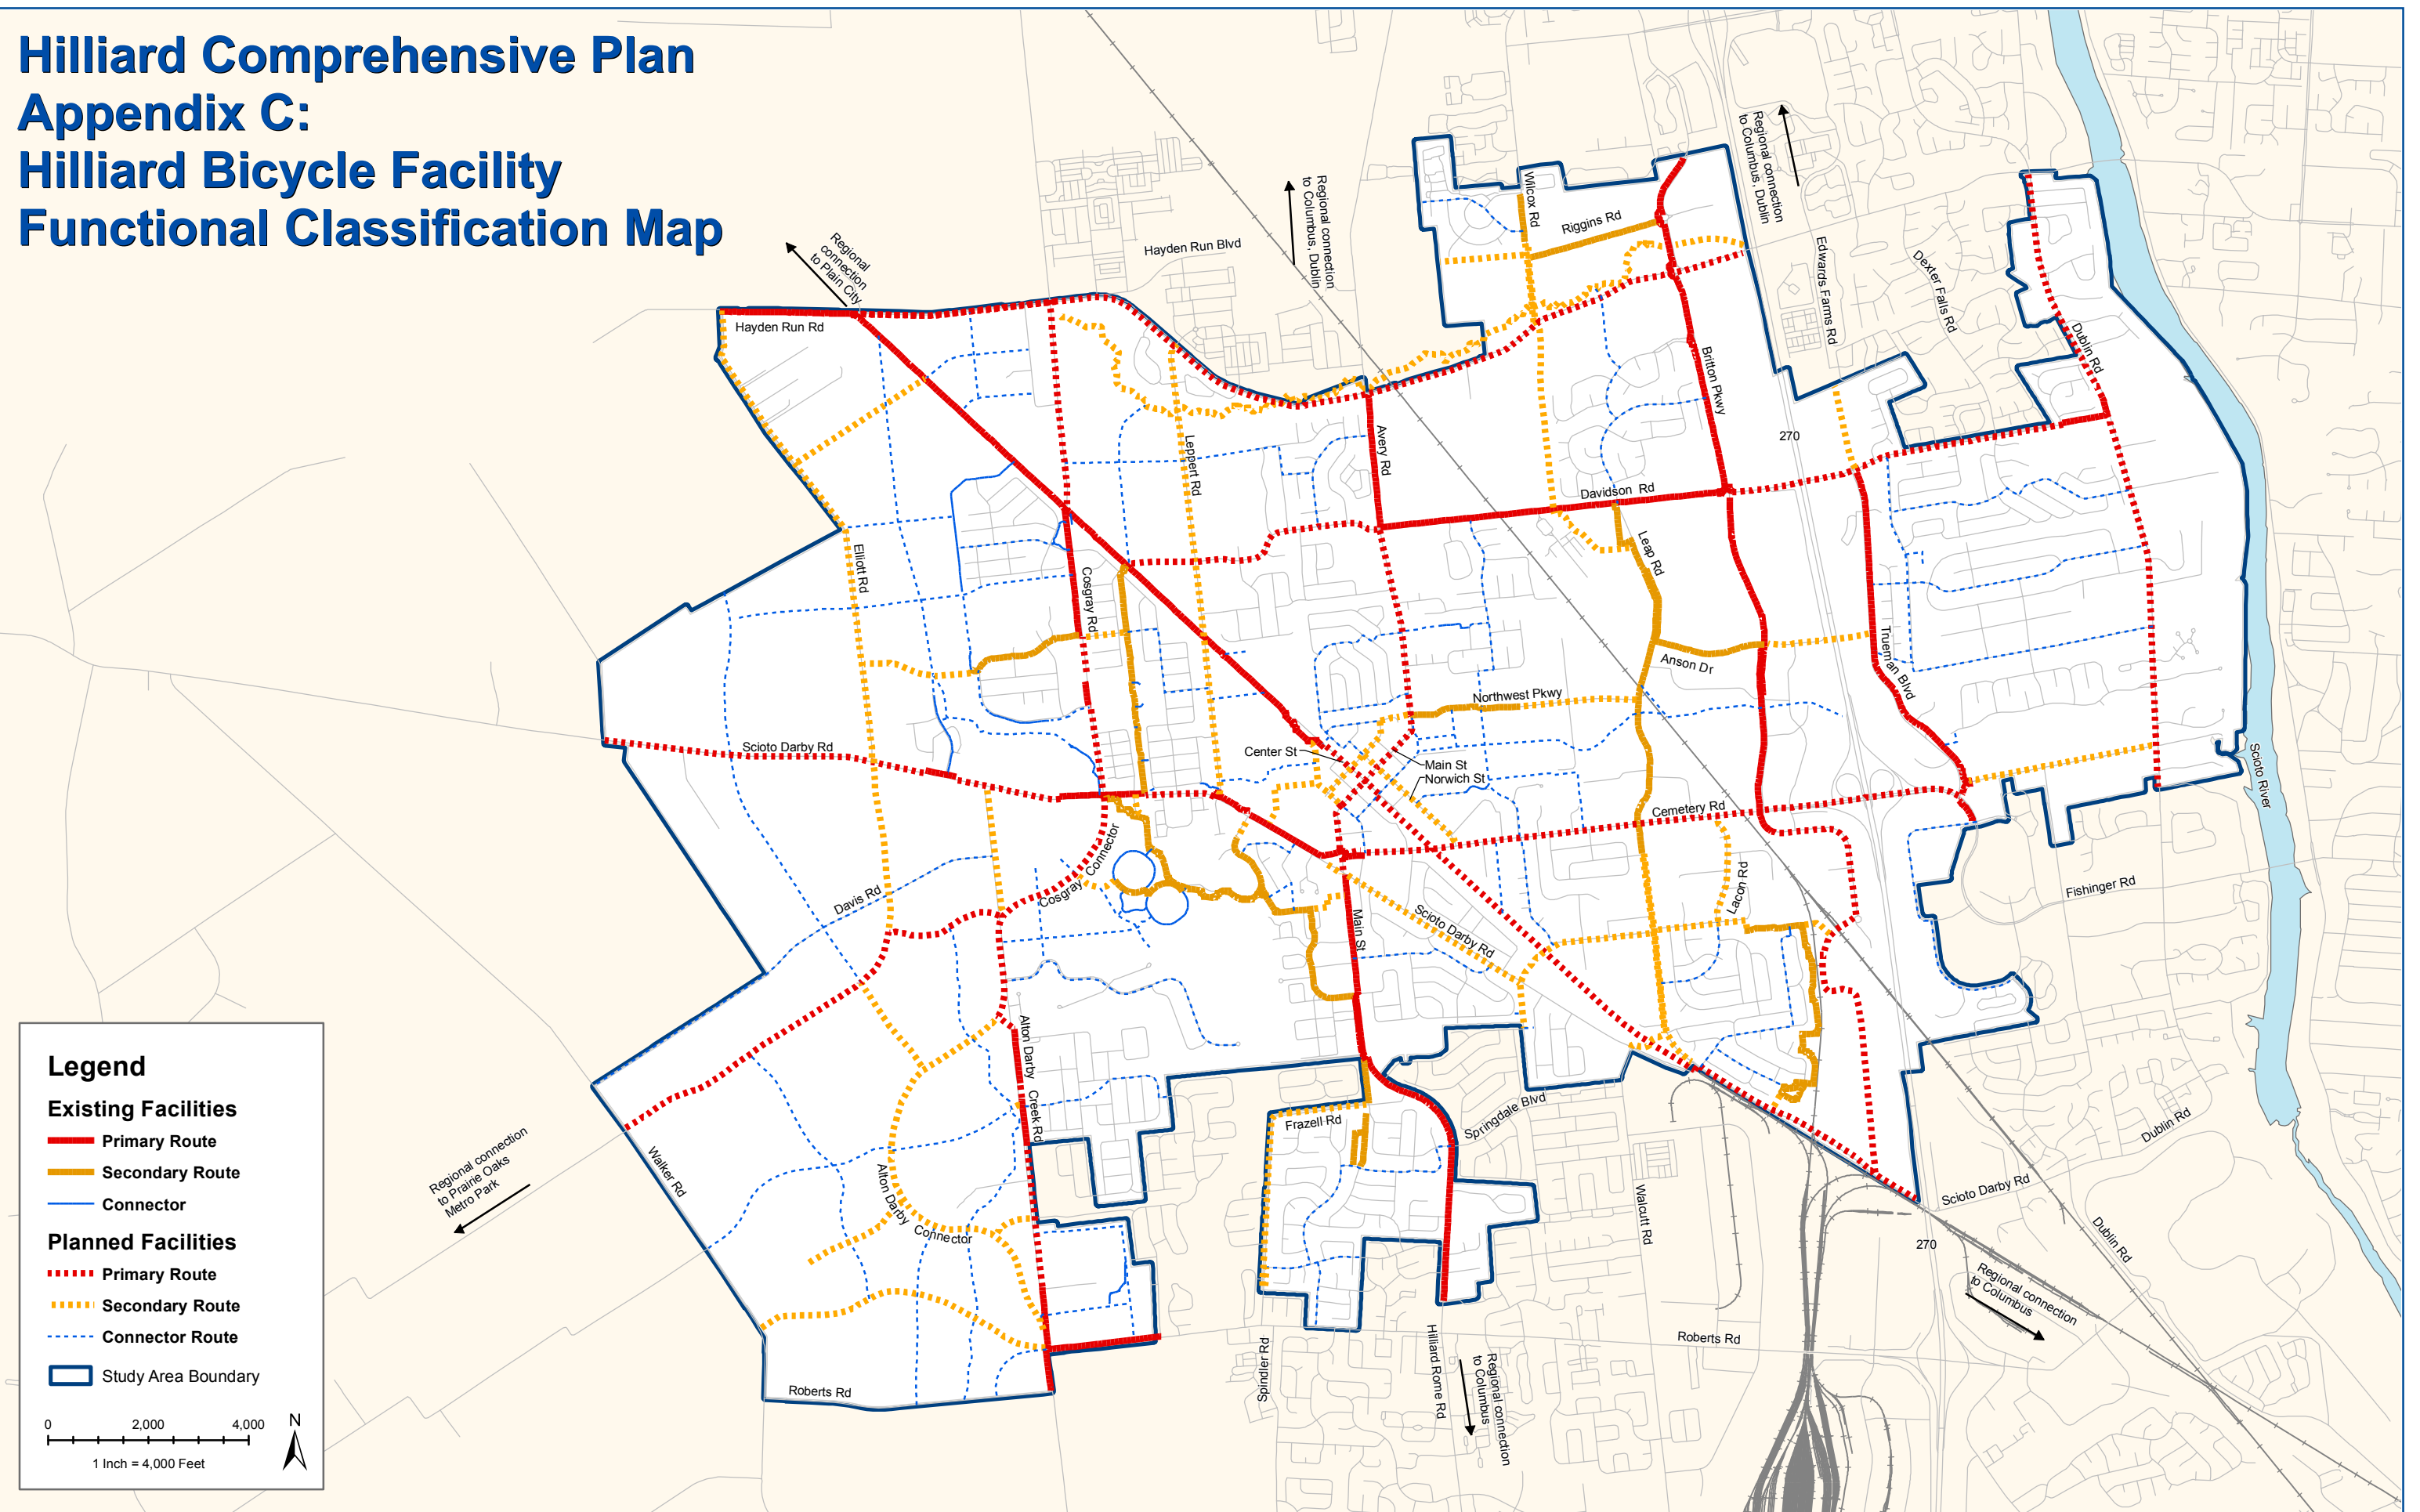 Hilliard Comprehensive Plan
Appendix C:
Hilliard Bicycle Facility
Functional Classification Map
Regional connection
to Columbus, Dublin
Regional connection
to Columbus, Dublin
Regional
connection
to Plain City
Hayden Run Blvd
Wilcox Rd
Riggins Rd
Edwards Farms Rd
Dexter Falls Rd
Dublin Rd
Hayden Run Rd
Britton Pkwy
270
Avery Rd
Leppert Rd
Davidson Rd
Leap Rd
Elliott Rd
Cosgray Rd
Anson Dr
Trueman Blvd
Northwest Pkwy
Scioto Darby Rd
Center St
Main St
Norwich St
Scioto River
Cemetery Rd
Cosgray Connector
Davis Rd
Lacon Rd
Fishinger Rd
Main St
Scioto Darby Rd
Alton Darby Creek Rd
Springdale Blvd
Frazell Rd
Dublin Rd
Walker Rd
Regional connection
to Prairie Oaks
Metro Park
Alton Darby Connector
Walcutt Rd
Scioto Darby Rd
Dublin Rd
270
Regional connection
to Columbus
Spindler Rd
Hilliard Rome Rd
Regional connection
to Columbus
Roberts Rd
Roberts Rd
Legend
Existing Facilities
Primary Route
Secondary Route
Connector
Planned Facilities
Primary Route
Secondary Route
Connector Route
Study Area Boundary
0 2,000 4,000
N
1 Inch = 4,000 Feet